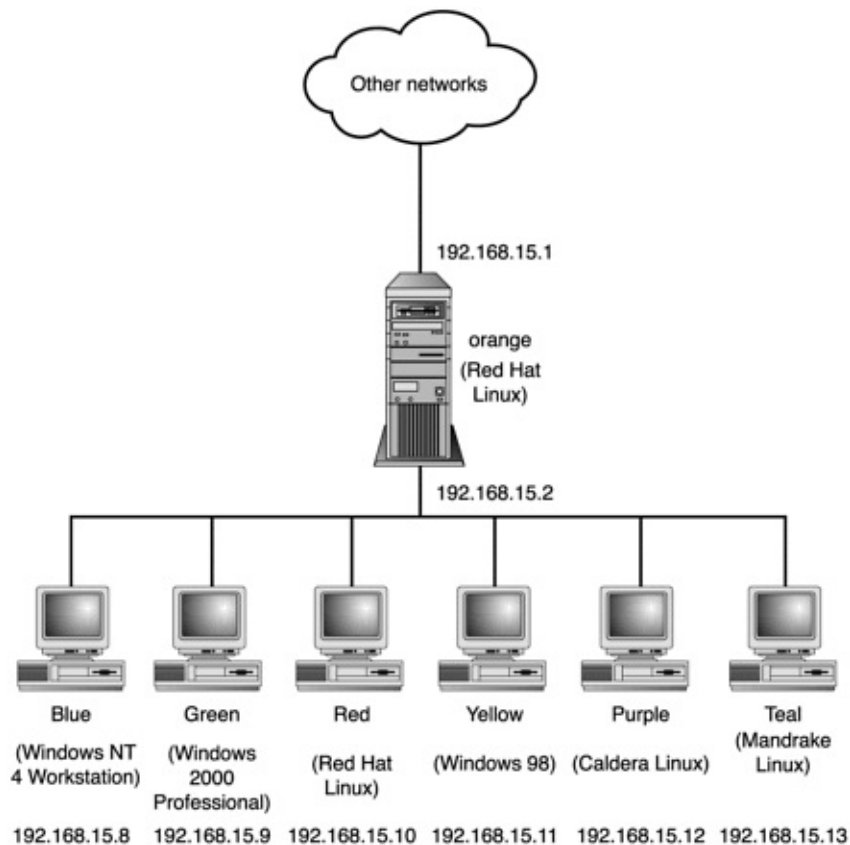 Other networks
192.168.15.1
orange
(Red Hat
Linux)
192.168.15.2
Blue
(Windows NT
4 Workstation)
192.168.15.8
Green
(Windows
2000
Professional)
192.168.15.9
Red
(Red Hat
Linux)
192.168.15.10
Yellow
(Windows 98)
192.168.15.11
Purple
(Caldera Linux)
192.168.15.12
Teal
(Mandrake
Linux)
192.168.15.13